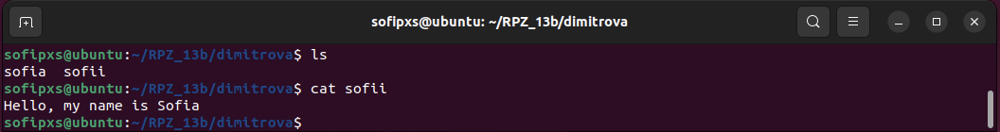 sofipxs@ubuntu: ~/RPZ_13b/dimitrova
sofipxs@ubuntu:~/RPZ_13b/dimitrova$ ls
sofia  sofii
sofipxs@ubuntu:~/RPZ_13b/dimitrova$ cat sofii
Hello, my name is Sofia
sofipxs@ubuntu:~/RPZ_13b/dimitrova$